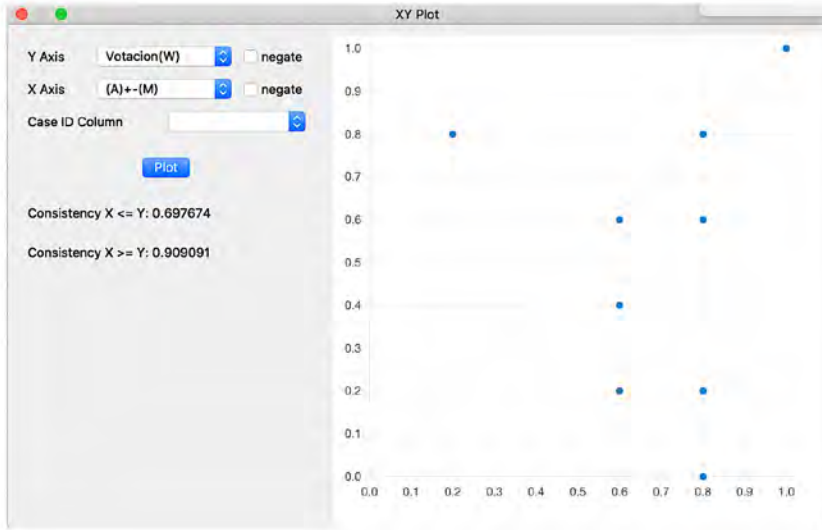 XY Plot
Y Axis Votacion(W) negate
X Axis (A)+-(M) negate
Case ID Column
Plot
Consistency X <= Y: 0.697674
Consistency X >= Y: 0.909091
1.0
0.9
0.8
0.7
0.6
0.5
0.4
0.3
0.2
0.1
0.0
0.0 0.1 0.2 0.3 0.4 0.5 0.6 0.7 0.8 0.9 1.0